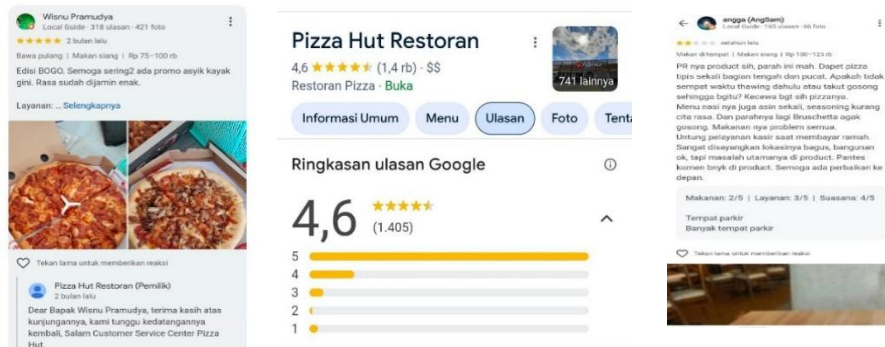 Wisnu Pramudya
Local Guide · 318 ulasan · 421 foto
2 bulan lalu
Bawa pulang | Makan siang | Rp 75–100 rb
Edisi BOGO. Semoga sering2 ada promo asyik kayak
gini. Rasa sudah dijamin enak.
Layanan: ... Selengkapnya
Tekan lama untuk memberikan reaksi
Pizza Hut Restoran (Pemilik)
2 bulan lalu
Dear Bapak Wisnu Pramudya, terima kasih atas
kunjungannya, kami tunggu kedatangannya
kembali, Salam Customer Service Center Pizza
Hut
Pizza Hut Restoran
4,6 (1,4 rb) · $$
Restoran Pizza · Buka
741 lainnya
Informasi Umum Menu Ulasan Foto Tent
Ringkasan ulasan Google
4,6
(1.405)
5
4
3
2
1
angga (AngSiam)
Local Guide · 165 ulasan · 66 foto
setahun lalu
Makan di tempat | Makan siang | Rp 100–125 rb
PR nya product sih, parah ini mah. Dapet pizza
tipis sekali bagian tengah dan pucat. Apakah tidak
sempat waktu thawing dahulu atau takut gosong
sehingga bgitu? Kecewa bgt sih pizzanya.
Menu nasi nya juga asin sekali, seasoning kurang
cita rasa. Dan parahnya lagi Bruschetta agak
gosong. Makanan nya problem semua.
Untung pelayanan kasir saat membayar ramah.
Sangat disayangkan lokasinya bagus, bangunan
ok, tapi masalah utamanya di product. Pantes
komen bnyk di product. Semoga ada perbaikan ke
depan.
Makanan: 2/5 | Layanan: 3/5 | Suasana: 4/5
Tempat parkir
Banyak tempat parkir
Tekan lama untuk memberikan reaksi